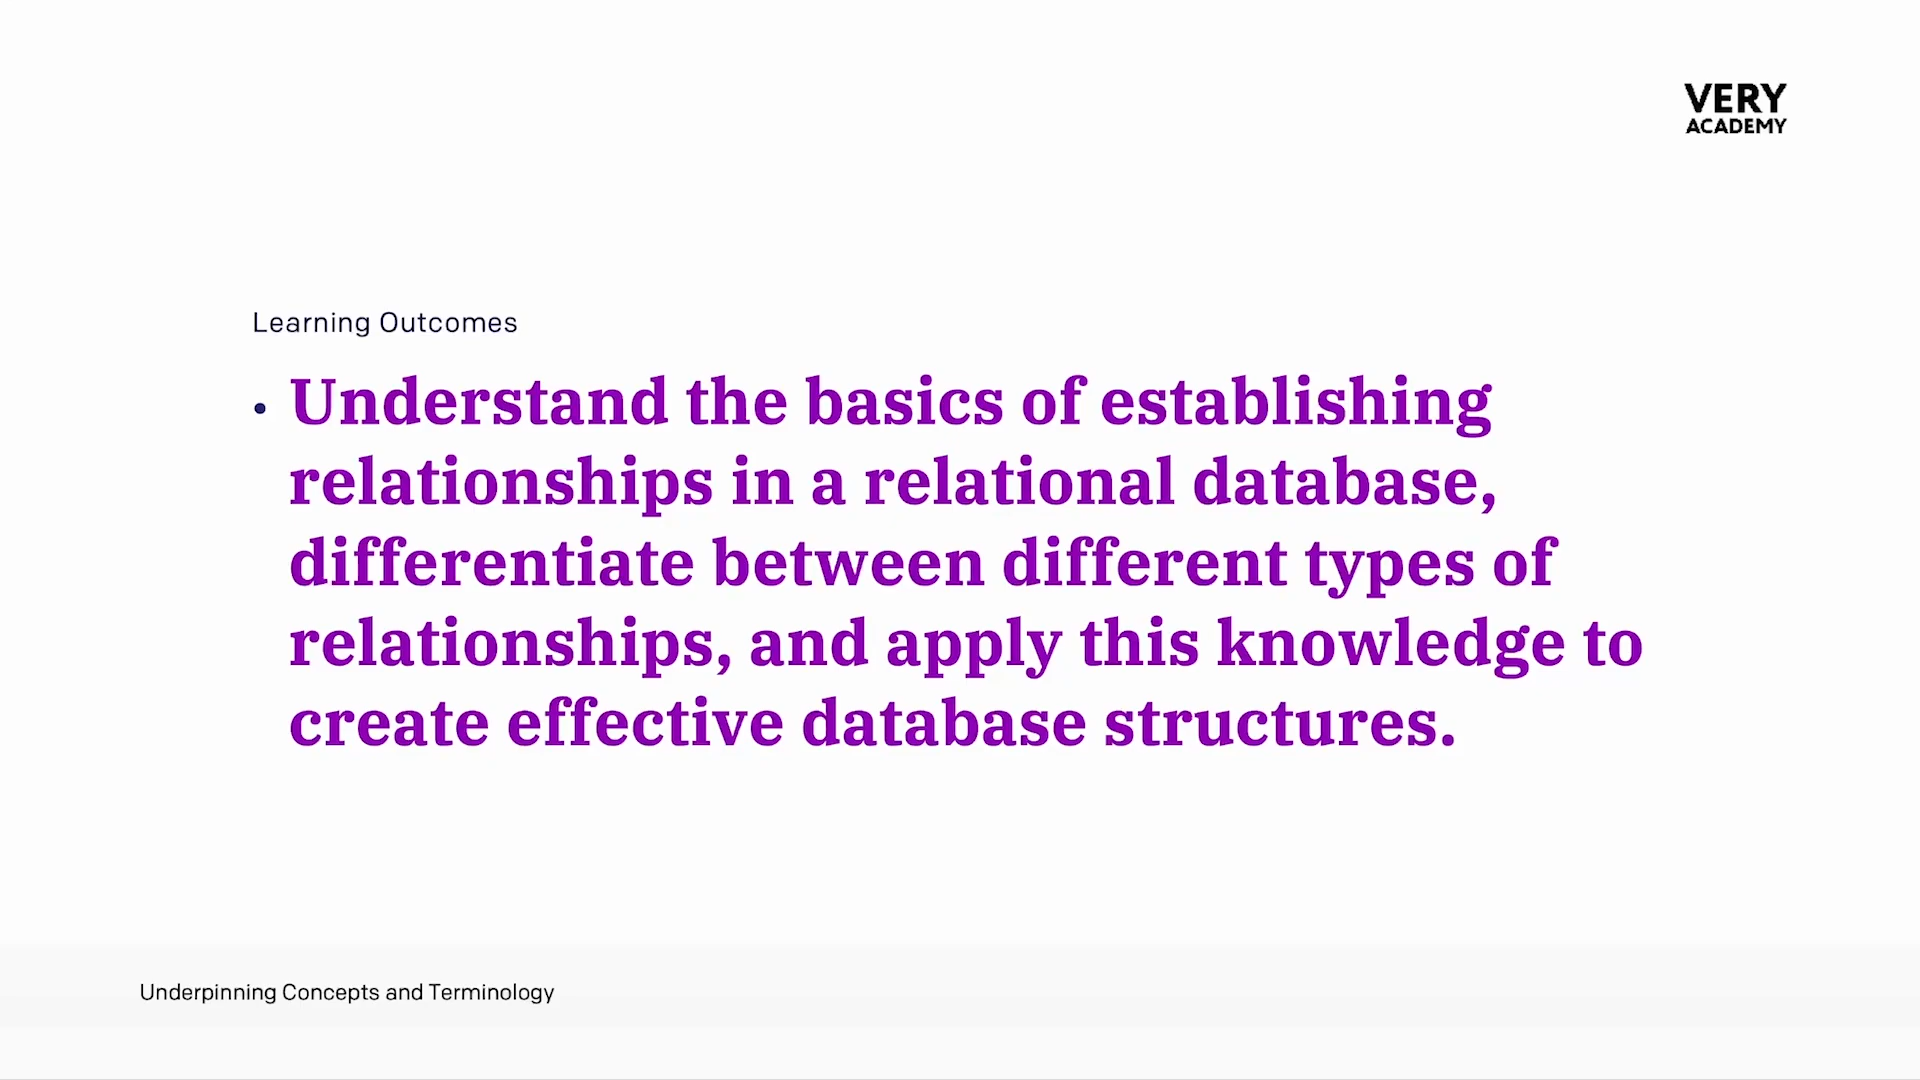 VERY
ACADEMY
Learning Outcomes
• Understand the basics of establishing
relationships in a relational database,
differentiate between different types of
relationships, and apply this knowledge to
create effective database structures.
Underpinning Concepts and Terminology